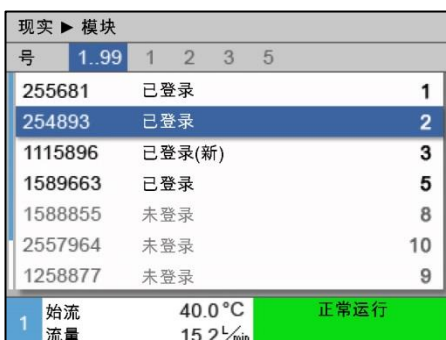 现实 ▶ 模块
号 1..99 1 2 3 5
255681 已登录 1
254893 已登录 2
1115896 已登录(新) 3
1589663 已登录 5
1588855 未登录 8
2557964 未登录 10
1258877 未登录 9
1 始流 40.0°C 正常运行
流量 15.2 L/min